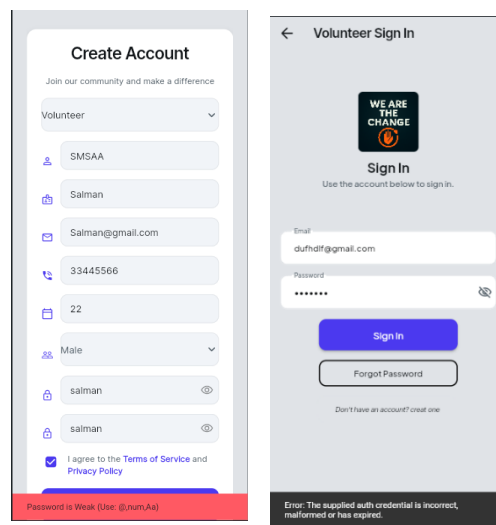 Create Account
Join our community and make a difference
Volunteer
SMSAA
Salman
Salman@gmail.com
33445566
22
Male
salman
salman
I agree to the Terms of Service and
Privacy Policy
Password is Weak (Use: @,num,Aa)
Volunteer Sign In
WE ARE
THE
CHANGE
Sign In
Use the account below to sign in.
Email
dufhdlf@gmail.com
Password
•••••••
Sign In
Forgot Password
Don't have an account? creat one
Error: The supplied auth credential is incorrect,
malformed or has expired.